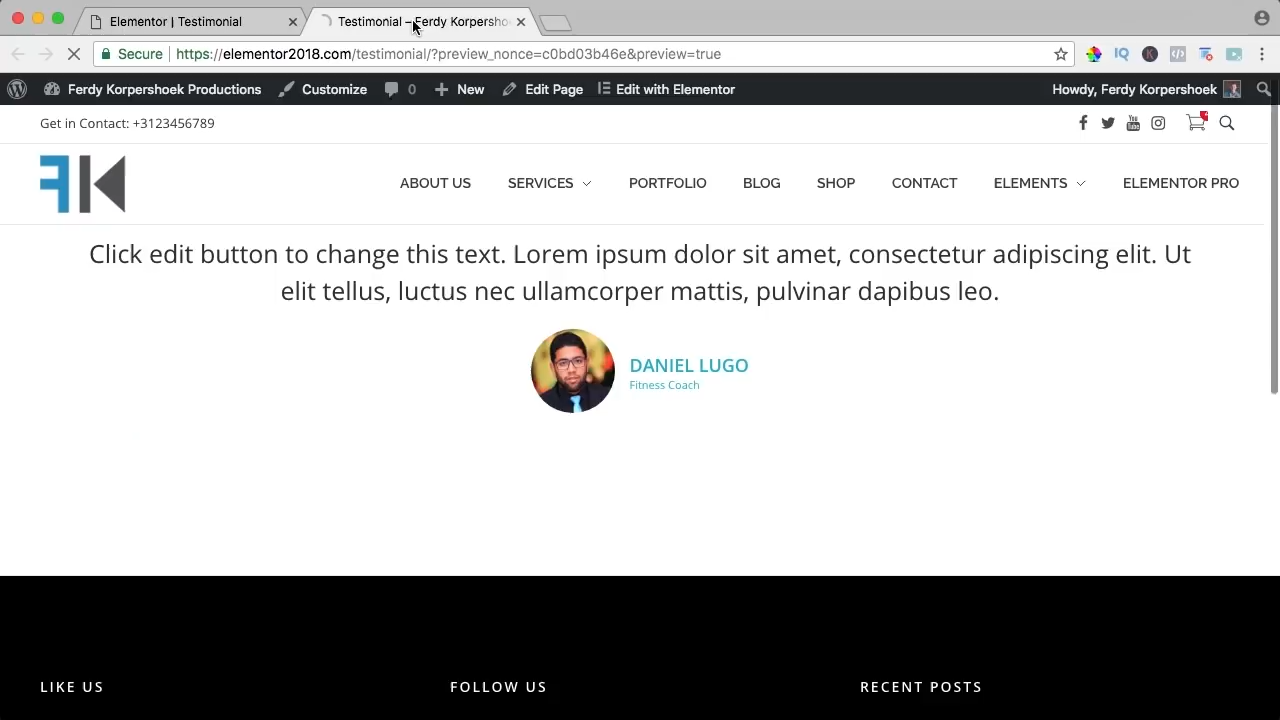 Elementor | Testimonial
Testimonial – Ferdy Korpersho
Secure https://elementor2018.com/testimonial/?preview_nonce=c0bd03b46e&preview=true
Ferdy Korpershoek Productions Customize 0 New Edit Page Edit with Elementor Howdy, Ferdy Korpershoek
Get in Contact: +3123456789
FK
ABOUT US SERVICES PORTFOLIO BLOG SHOP CONTACT ELEMENTS ELEMENTOR PRO
Click edit button to change this text. Lorem ipsum dolor sit amet, consectetur adipiscing elit. Ut
elit tellus, luctus nec ullamcorper mattis, pulvinar dapibus leo.
DANIEL LUGO
Fitness Coach
LIKE US FOLLOW US RECENT POSTS